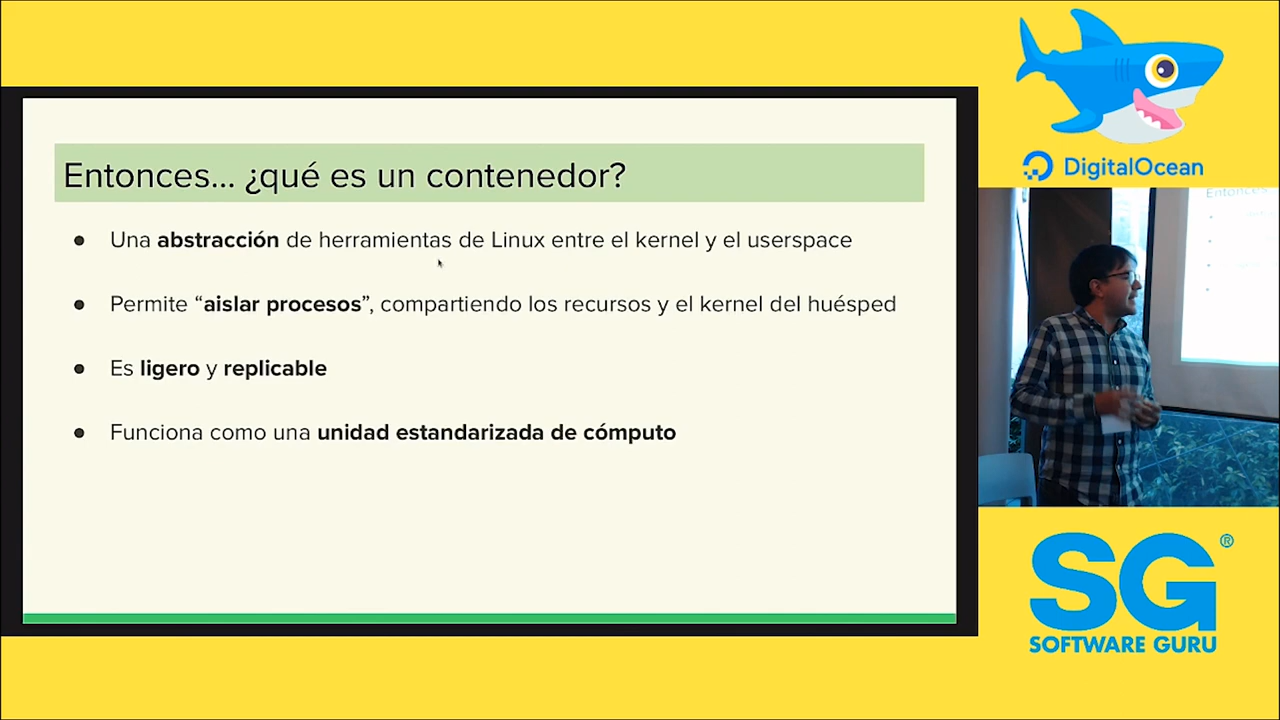 Entonces... ¿qué es un contenedor?
● Una abstracción de herramientas de Linux entre el kernel y el userspace
● Permite “aislar procesos”, compartiendo los recursos y el kernel del huésped
● Es ligero y replicable
● Funciona como una unidad estandarizada de cómputo
DigitalOcean
Entonces
SG®
SOFTWARE GURU